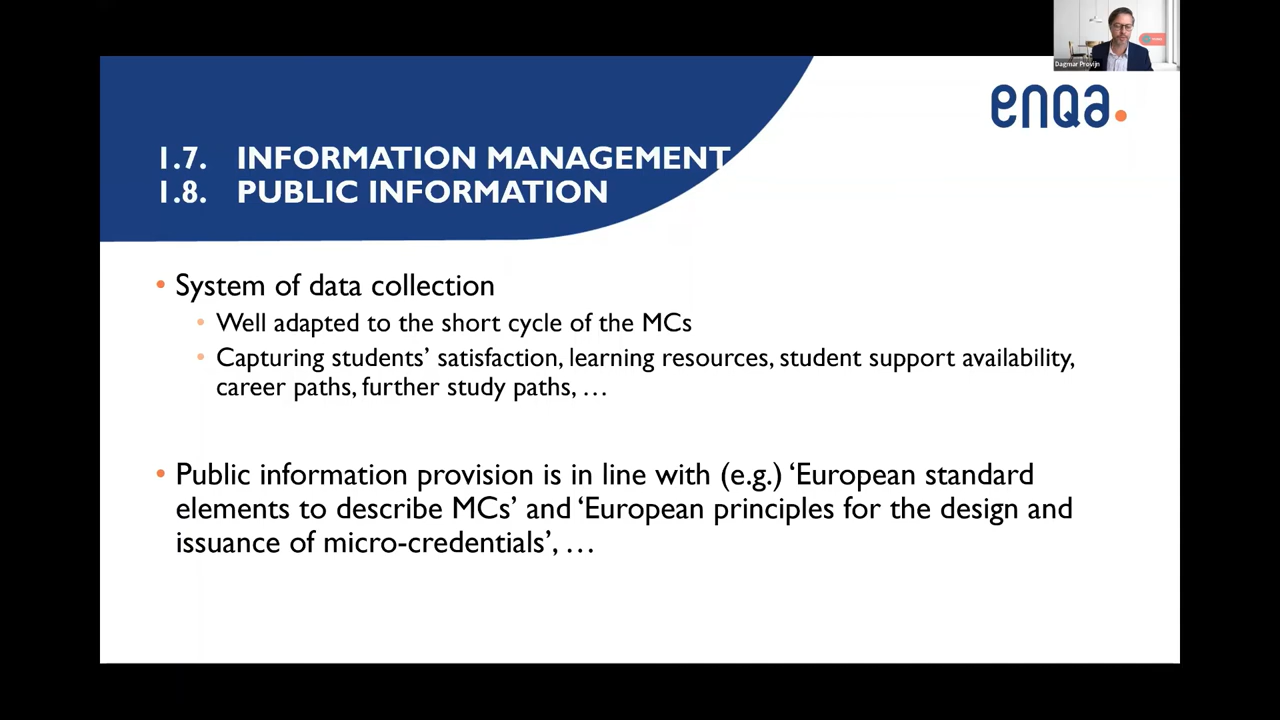 Dagmar Provijn
enqa.
1.7. INFORMATION MANAGEMENT
1.8. PUBLIC INFORMATION
• System of data collection
• Well adapted to the short cycle of the MCs
• Capturing students’ satisfaction, learning resources, student support availability,
career paths, further study paths, …
• Public information provision is in line with (e.g.) ‘European standard
elements to describe MCs’ and ‘European principles for the design and
issuance of micro-credentials’, …